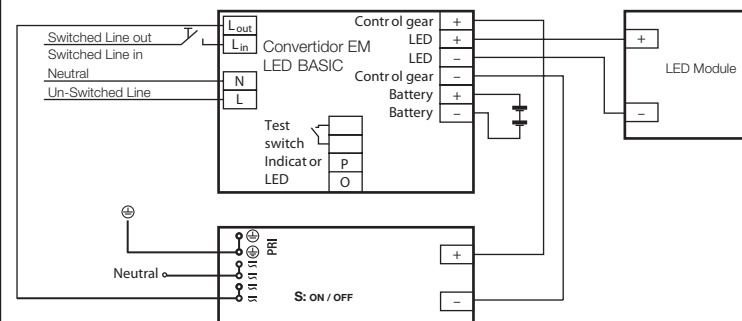 Switched Line out
Switched Line in
Neutral
Un-Switched Line
Lout
Lin
N
L
Convertidor EM
LED BASIC
Control gear +
LED +
LED –
Control gear –
Battery +
Battery –
Test
switch
Indicator
LED
P
O
+
–
LED Module
Neutral
PRI
S: ON / OFF
+
–